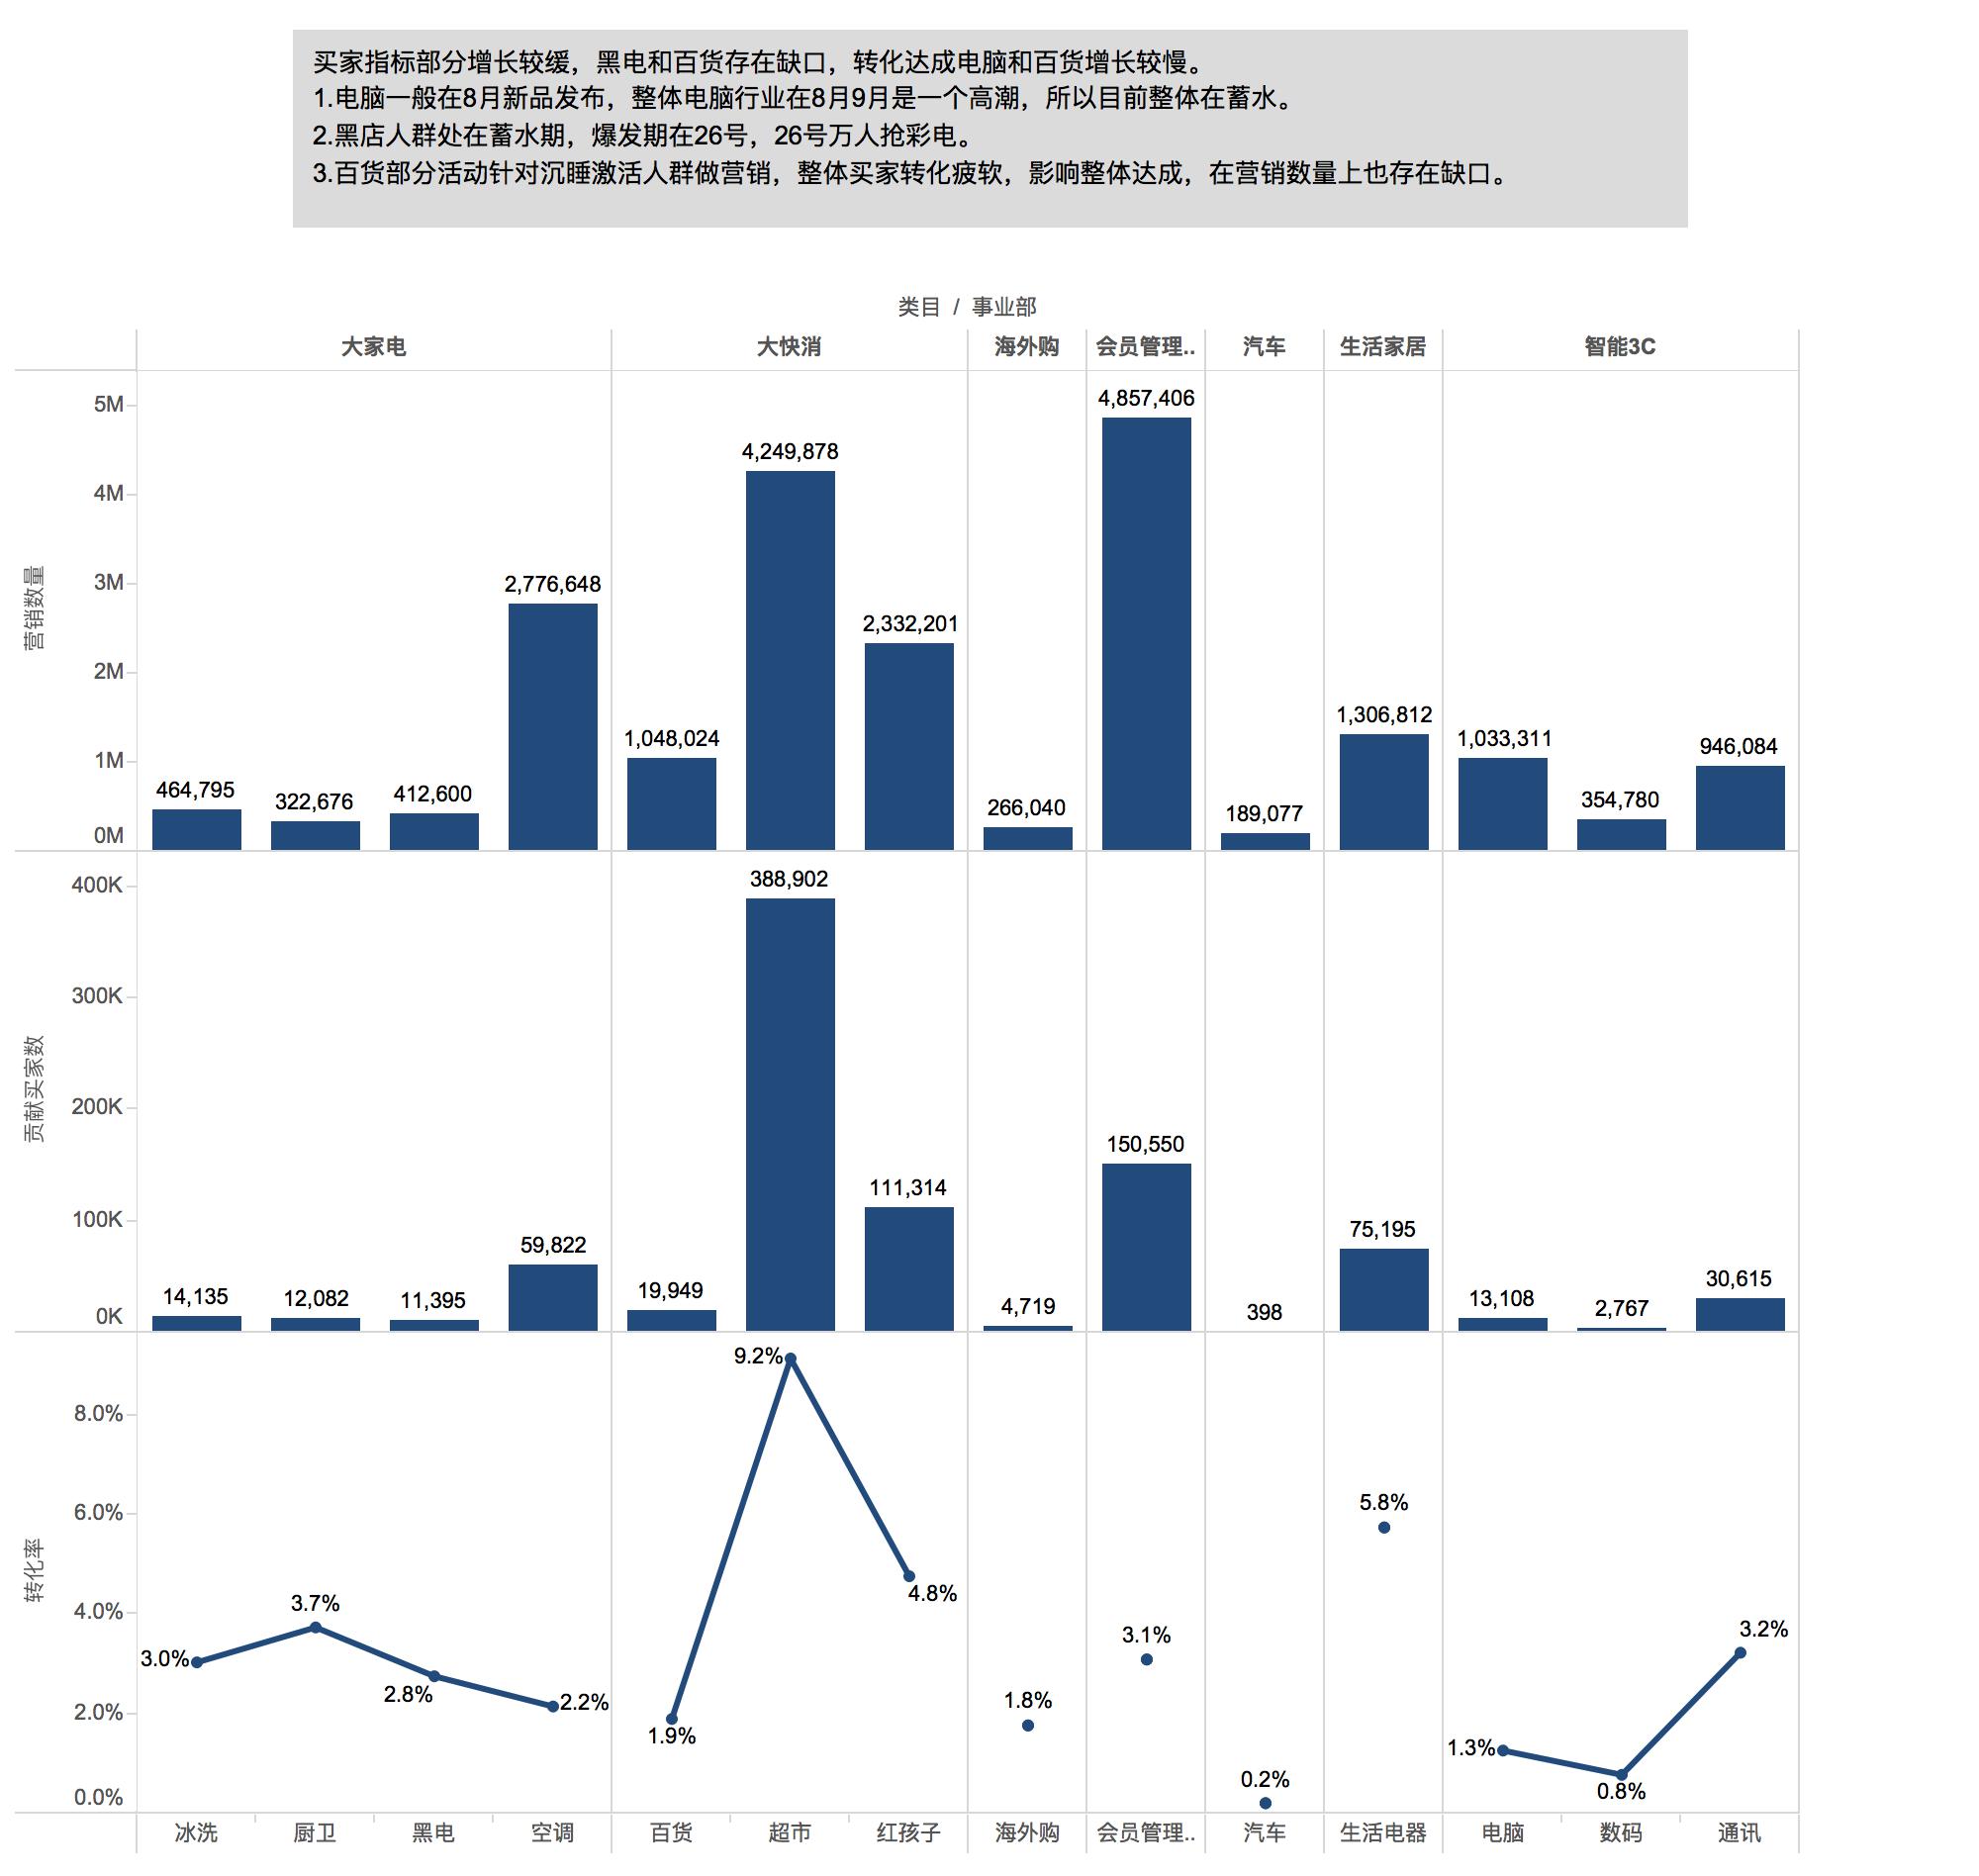 买家指标部分增长较缓，黑电和百货存在缺口，转化达成电脑和百货增长较慢。
1.电脑一般在8月新品发布，整体电脑行业在8月9月是一个高潮，所以目前整体在蓄水。
2.黑店人群处在蓄水期，爆发期在26号，26号万人抢彩电。
3.百货部分活动针对沉睡激活人群做营销，整体买家转化疲软，影响整体达成，在营销数量上也存在缺口。
类目 / 事业部
大家电 大快消 海外购 会员管理.. 汽车 生活家居 智能3C
营销数量
5M
4M
3M
2M
1M
0M
464,795 322,676 412,600 2,776,648 1,048,024 4,249,878 2,332,201 266,040 4,857,406 189,077 1,306,812 1,033,311 354,780 946,084
贡献买家数
400K
300K
200K
100K
0K
14,135 12,082 11,395 59,822 19,949 388,902 111,314 4,719 150,550 398 75,195 13,108 2,767 30,615
转化率
8.0%
6.0%
4.0%
2.0%
0.0%
3.0% 3.7% 2.8% 2.2% 1.9% 9.2% 4.8% 1.8% 3.1% 0.2% 5.8% 1.3% 0.8% 3.2%
冰洗 厨卫 黑电 空调 百货 超市 红孩子 海外购 会员管理.. 汽车 生活电器 电脑 数码 通讯